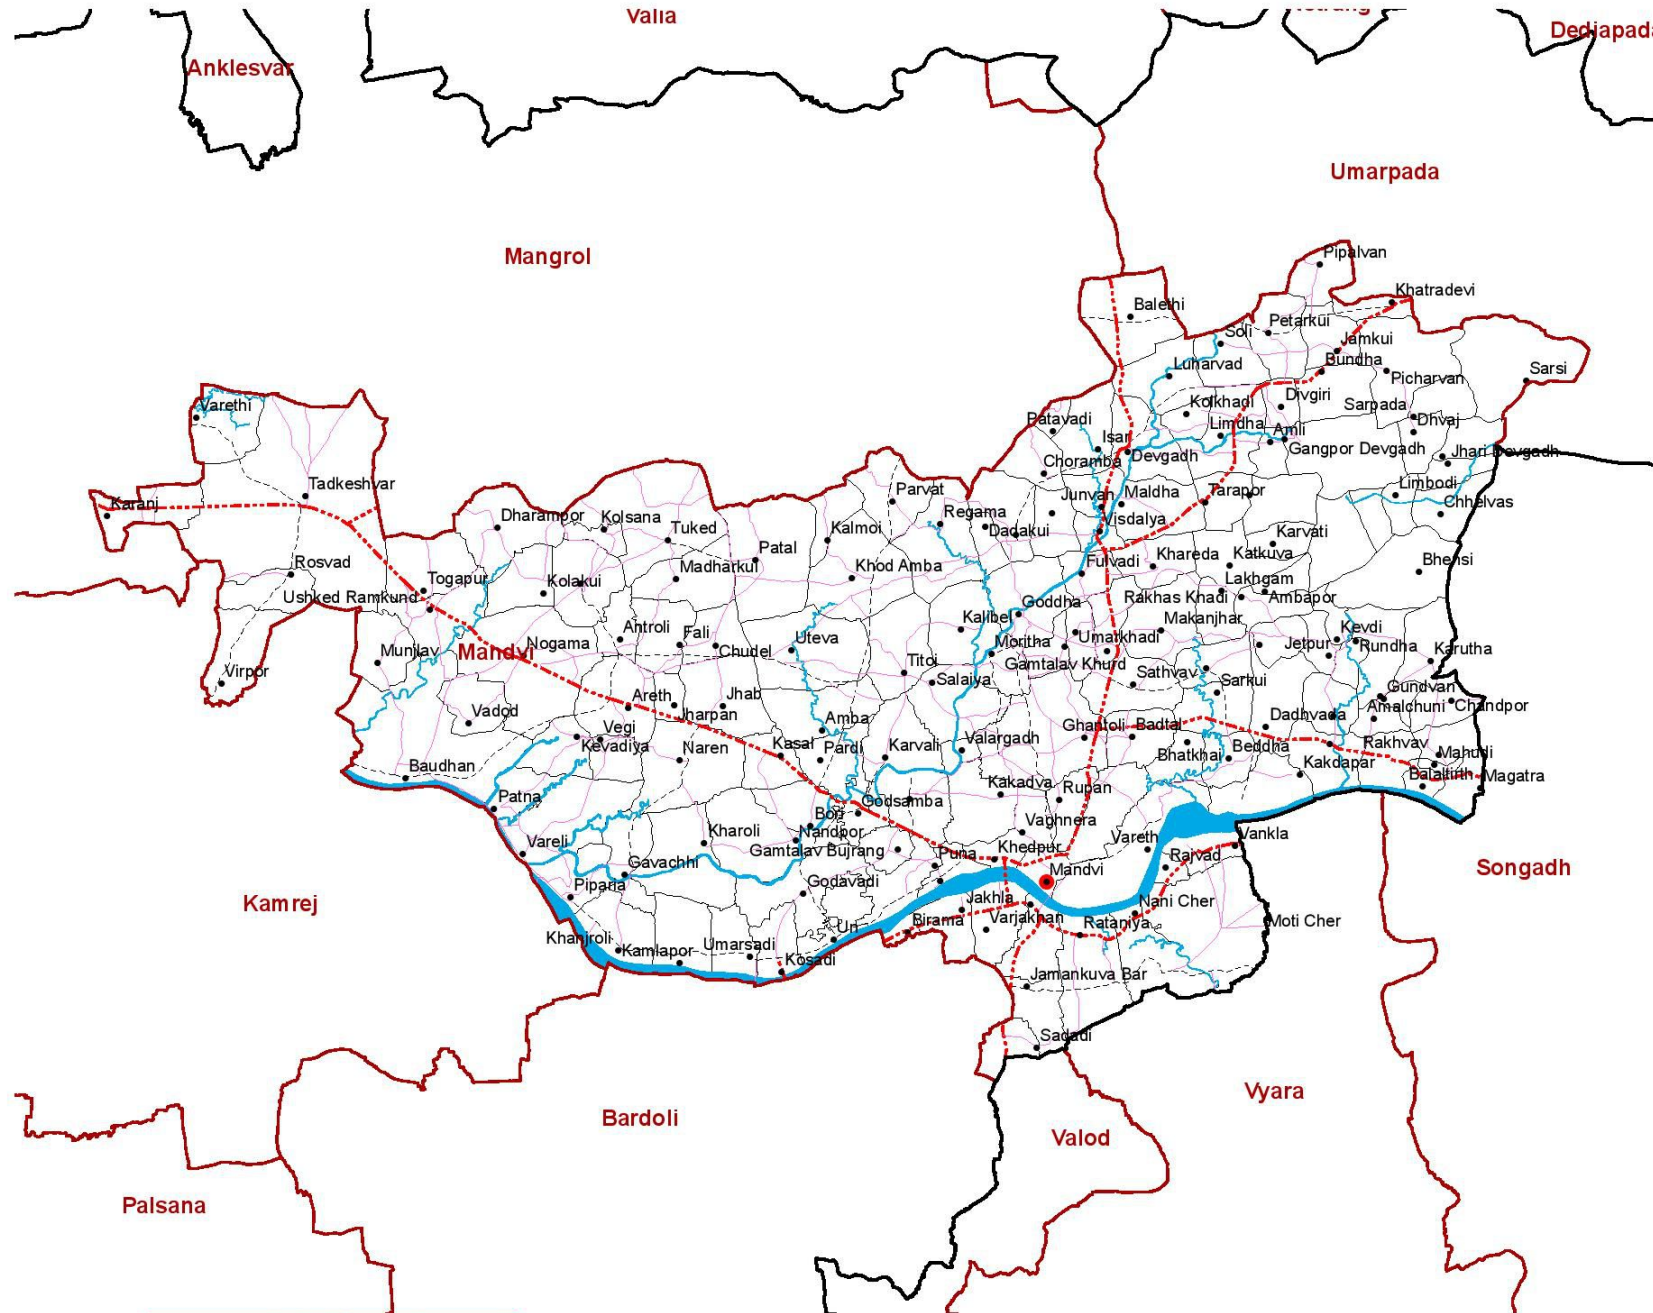 Valia
Anklesvar
Umarpada
Mangrol
Pipalvan
Khatradevi
Balethi
Petarkui
Soli
Jamkui
Bundha
Luharvad
Picharvan
Sarsi
Divgiri
Varethi
Kolkhadi
Sarpada
Patavadi
Limdha
Dhvaj
Amli
Isar
Gangpor Devgadh
Devgadh
Jhari Devgadh
Choramba
Tadkeshvar
Limbodi
Parvat
Junvan
Maldha
Tarapor
Karanj
Chhelvas
Dharampor
Kolsana
Regama
Visdalya
Tuked
Kalmoi
Dadakui
Karvati
Patal
Khareda
Katkuva
Rosvad
Madharkui
Khod Amba
Fulvadi
Bhensi
Togapur
Kolakui
Lakhgam
Ushked Ramkund
Rakhas Khadi
Ambapor
Goddha
Kalibel
Makanjhar
Antroli
Fali
Uteva
Umarkhadi
Kevdi
Nogama
Moritha
Jetpur
Rundha
Munjlav
Mandvi
Chudel
Gamtalav Khurd
Karutha
Virpor
Titoi
Sathvav
Salaiya
Sarkui
Gundvan
Areth
Jhab
Amalchuni
Chandpor
Vadod
Jharpan
Amba
Dadhvada
Vegi
Ghantoli
Badtal
Kevadiya
Naren
Kasal
Pardi
Karvali
Valargadh
Bhatkhai
Beddha
Rakhvav
Mahudi
Baudhan
Kakdapar
Balaltirth
Magatra
Kakadva
Rupan
Patna
Godsamba
Bori
Vaghnera
Vareli
Kharoli
Nandpor
Vareth
Vankla
Gamtalav Bujrang
Khedpur
Puna
Rajvad
Gavachhi
Mandvi
Songadh
Piparia
Godavadi
Kamrej
Jakhla
Nani Cher
Birama
Varjakhan
Rataniya
Moti Cher
Un
Khanjroli
Kamlapor
Umarsadi
Kosadi
Jamankuva Bar
Sadadi
Vyara
Bardoli
Valod
Palsana